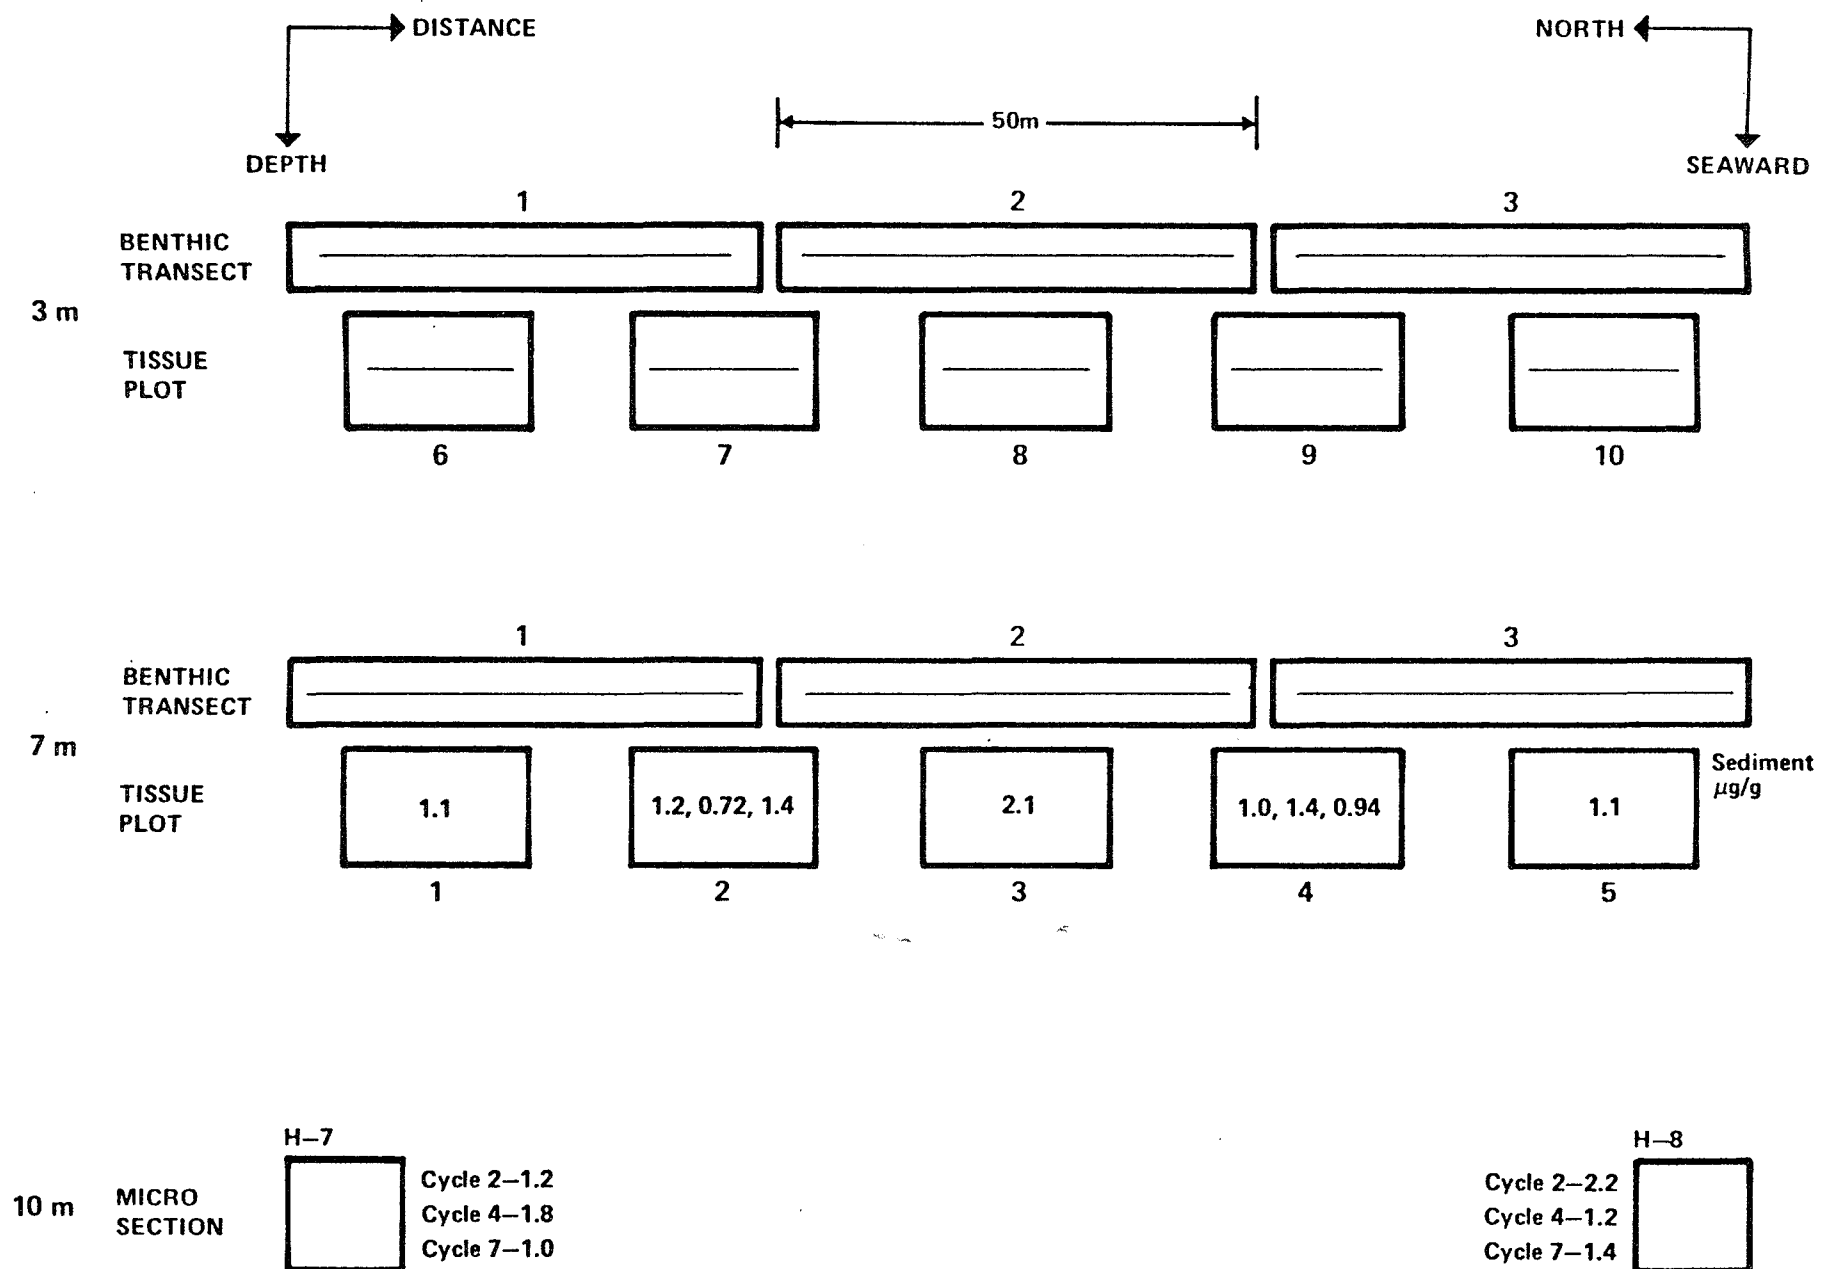 DISTANCE
NORTH
50m
DEPTH
SEAWARD
1
2
3
BENTHIC
TRANSECT
3 m
TISSUE
PLOT
6
7
8
9
10
1
2
3
BENTHIC
TRANSECT
7 m
TISSUE
PLOT
1.1
1.2, 0.72, 1.4
2.1
1.0, 1.4, 0.94
1.1
Sediment
µg/g
1
2
3
4
5
10 m
MICRO
SECTION
H–7
Cycle 2–1.2
Cycle 4–1.8
Cycle 7–1.0
H–8
Cycle 2–2.2
Cycle 4–1.2
Cycle 7–1.4